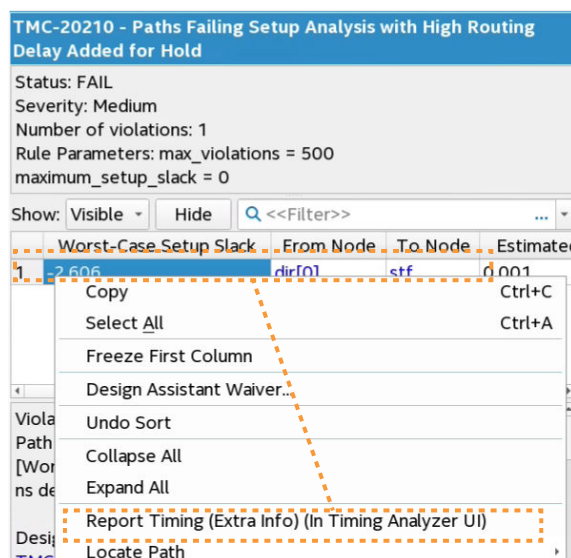 TMC-20210 - Paths Failing Setup Analysis with High Routing
Delay Added for Hold
Status: FAIL
Severity: Medium
Number of violations: 1
Rule Parameters: max_violations = 500
maximum_setup_slack = 0
Show: Visible Hide <<Filter>> ...
Worst-Case Setup Slack From Node To Node Estimated
1 -2.606 dir[0] stf 0.001
Copy Ctrl+C
Select All Ctrl+A
Freeze First Column
Design Assistant Waiver...
Viola
Undo Sort
Path
Collapse All
[Wor
Expand All
ns de
Report Timing (Extra Info) (In Timing Analyzer UI)
Desi
Locate Path